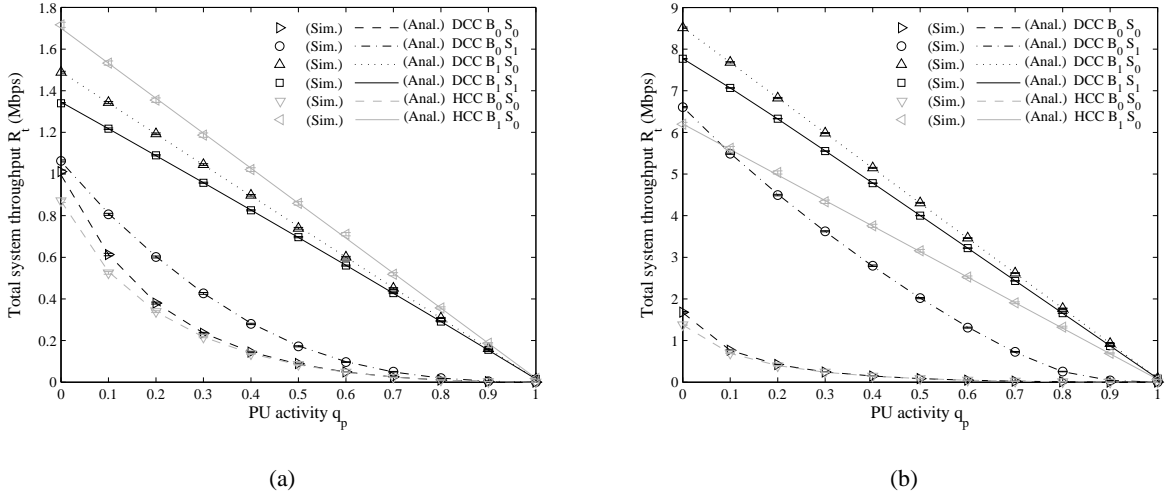 1.8
1.6
1.4
1.2
1
0.8
0.6
0.4
0.2
0
Total system throughput R_t (Mbps)
(Sim.) (Anal.) DCC B_0 S_0
(Sim.) (Anal.) DCC B_0 S_1
(Sim.) (Anal.) DCC B_1 S_0
(Sim.) (Anal.) DCC B_1 S_1
(Sim.) (Anal.) HCC B_0 S_0
(Sim.) (Anal.) HCC B_1 S_0
0 0.1 0.2 0.3 0.4 0.5 0.6 0.7 0.8 0.9 1
PU activity q_p
(a)
9
8
7
6
5
4
3
2
1
0
Total system throughput R_t (Mbps)
(Sim.) (Anal.) DCC B_0 S_0
(Sim.) (Anal.) DCC B_0 S_1
(Sim.) (Anal.) DCC B_1 S_0
(Sim.) (Anal.) DCC B_1 S_1
(Sim.) (Anal.) HCC B_0 S_0
(Sim.) (Anal.) HCC B_1 S_0
0 0.1 0.2 0.3 0.4 0.5 0.6 0.7 0.8 0.9 1
PU activity q_p
(b)